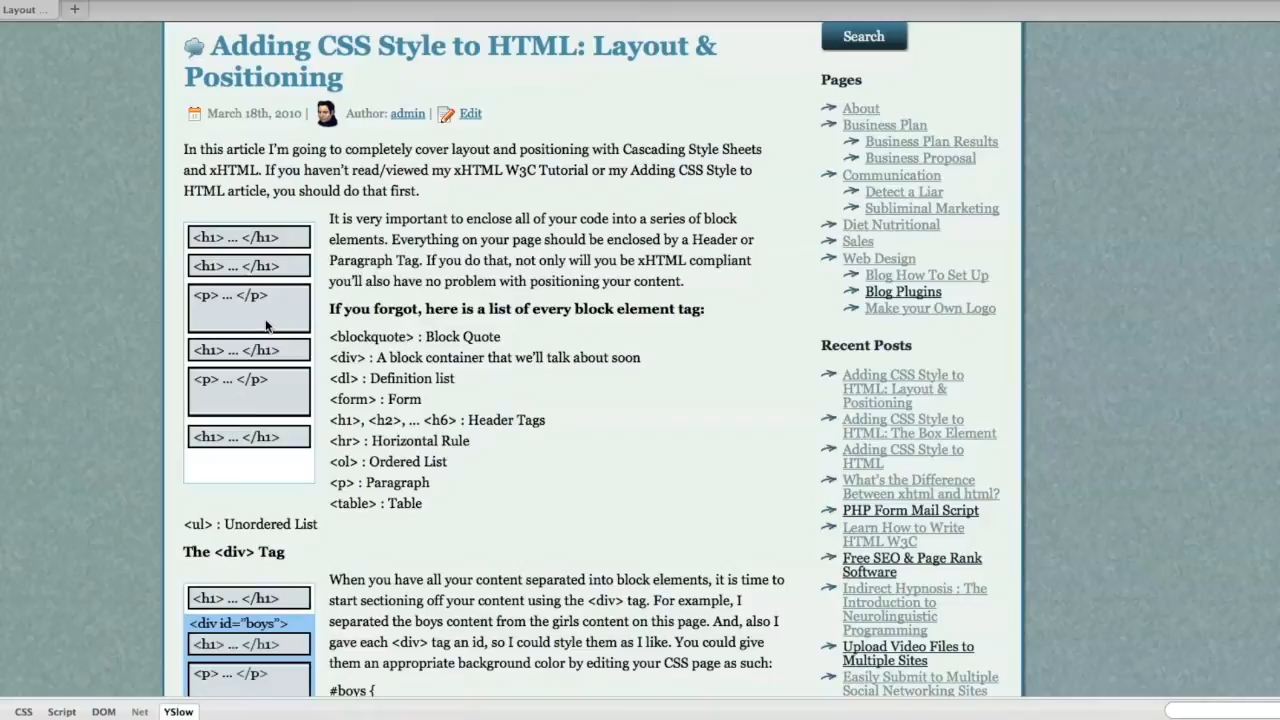 Layout ...
+
Adding CSS Style to HTML: Layout &
Positioning
March 18th, 2010 | Author: admin | Edit
In this article I'm going to completely cover layout and positioning with Cascading Style Sheets
and xHTML. If you haven't read/viewed my xHTML W3C Tutorial or my Adding CSS Style to
HTML article, you should do that first.
<h1> ... </h1>
<h1> ... </h1>
<p> ... </p>
<h1> ... </h1>
<p> ... </p>
<h1> ... </h1>
It is very important to enclose all of your code into a series of block
elements. Everything on your page should be enclosed by a Header or
Paragraph Tag. If you do that, not only will you be xHTML compliant
you'll also have no problem with positioning your content.
If you forgot, here is a list of every block element tag:
<blockquote> : Block Quote
<div> : A block container that we'll talk about soon
<dl> : Definition list
<form> : Form
<h1>, <h2>, ... <h6> : Header Tags
<hr> : Horizontal Rule
<ol> : Ordered List
<p> : Paragraph
<table> : Table
<ul> : Unordered List
The <div> Tag
<h1> ... </h1>
<div id="boys">
<h1> ... </h1>
<p> ... </p>
When you have all your content separated into block elements, it is time to
start sectioning off your content using the <div> tag. For example, I
separated the boys content from the girls content on this page. And, also I
gave each <div> tag an id, so I could style them as I like. You could give
them an appropriate background color by editing your CSS page as such:
#boys {
Search
Pages
About
Business Plan
Business Plan Results
Business Proposal
Communication
Detect a Liar
Subliminal Marketing
Diet Nutritional
Sales
Web Design
Blog How To Set Up
Blog Plugins
Make your Own Logo
Recent Posts
Adding CSS Style to
HTML: Layout &
Positioning
Adding CSS Style to
HTML: The Box Element
Adding CSS Style to
HTML
What's the Difference
Between xhtml and html?
PHP Form Mail Script
Learn How to Write
HTML W3C
Free SEO & Page Rank
Software
Indirect Hypnosis : The
Introduction to
Neurolinguistic
Programming
Upload Video Files to
Multiple Sites
Easily Submit to Multiple
Social Networking Sites
CSS Script DOM Net YSlow